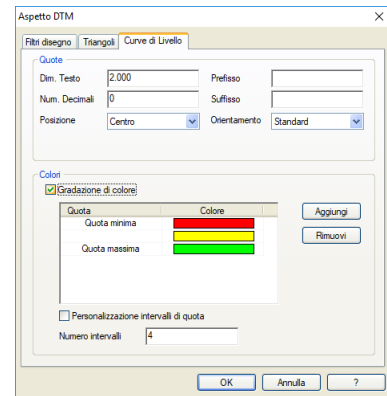 Aspetto DTM
Filtri disegno Triangoli Curve di Livello
Quote
Dim. Testo 2.000 Prefisso
Num. Decimali 0 Suffisso
Posizione Centro Orientamento Standard
Colori
Gradazione di colore
Quota Colore Aggiungi
Quota minima
Rimuovi
Quota massima
Personalizzazione intervalli di quota
Numero intervalli 4
OK Annulla ?